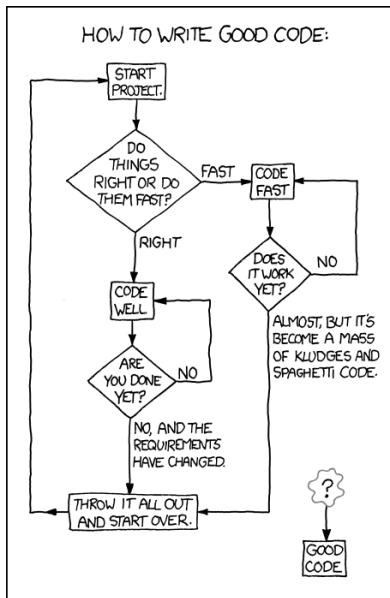 HOW TO WRITE GOOD CODE:
START
PROJECT.
DO
THINGS
RIGHT OR DO
THEM FAST?
FAST
CODE
FAST
RIGHT
DOES
IT WORK
YET?
NO
CODE
WELL
ALMOST, BUT IT'S
BECOME A MASS
OF KLUDGES AND
SPAGHETTI CODE.
ARE
YOU DONE
YET?
NO
NO, AND THE
REQUIREMENTS
HAVE CHANGED.
THROW IT ALL OUT
AND START OVER.
?
GOOD
CODE